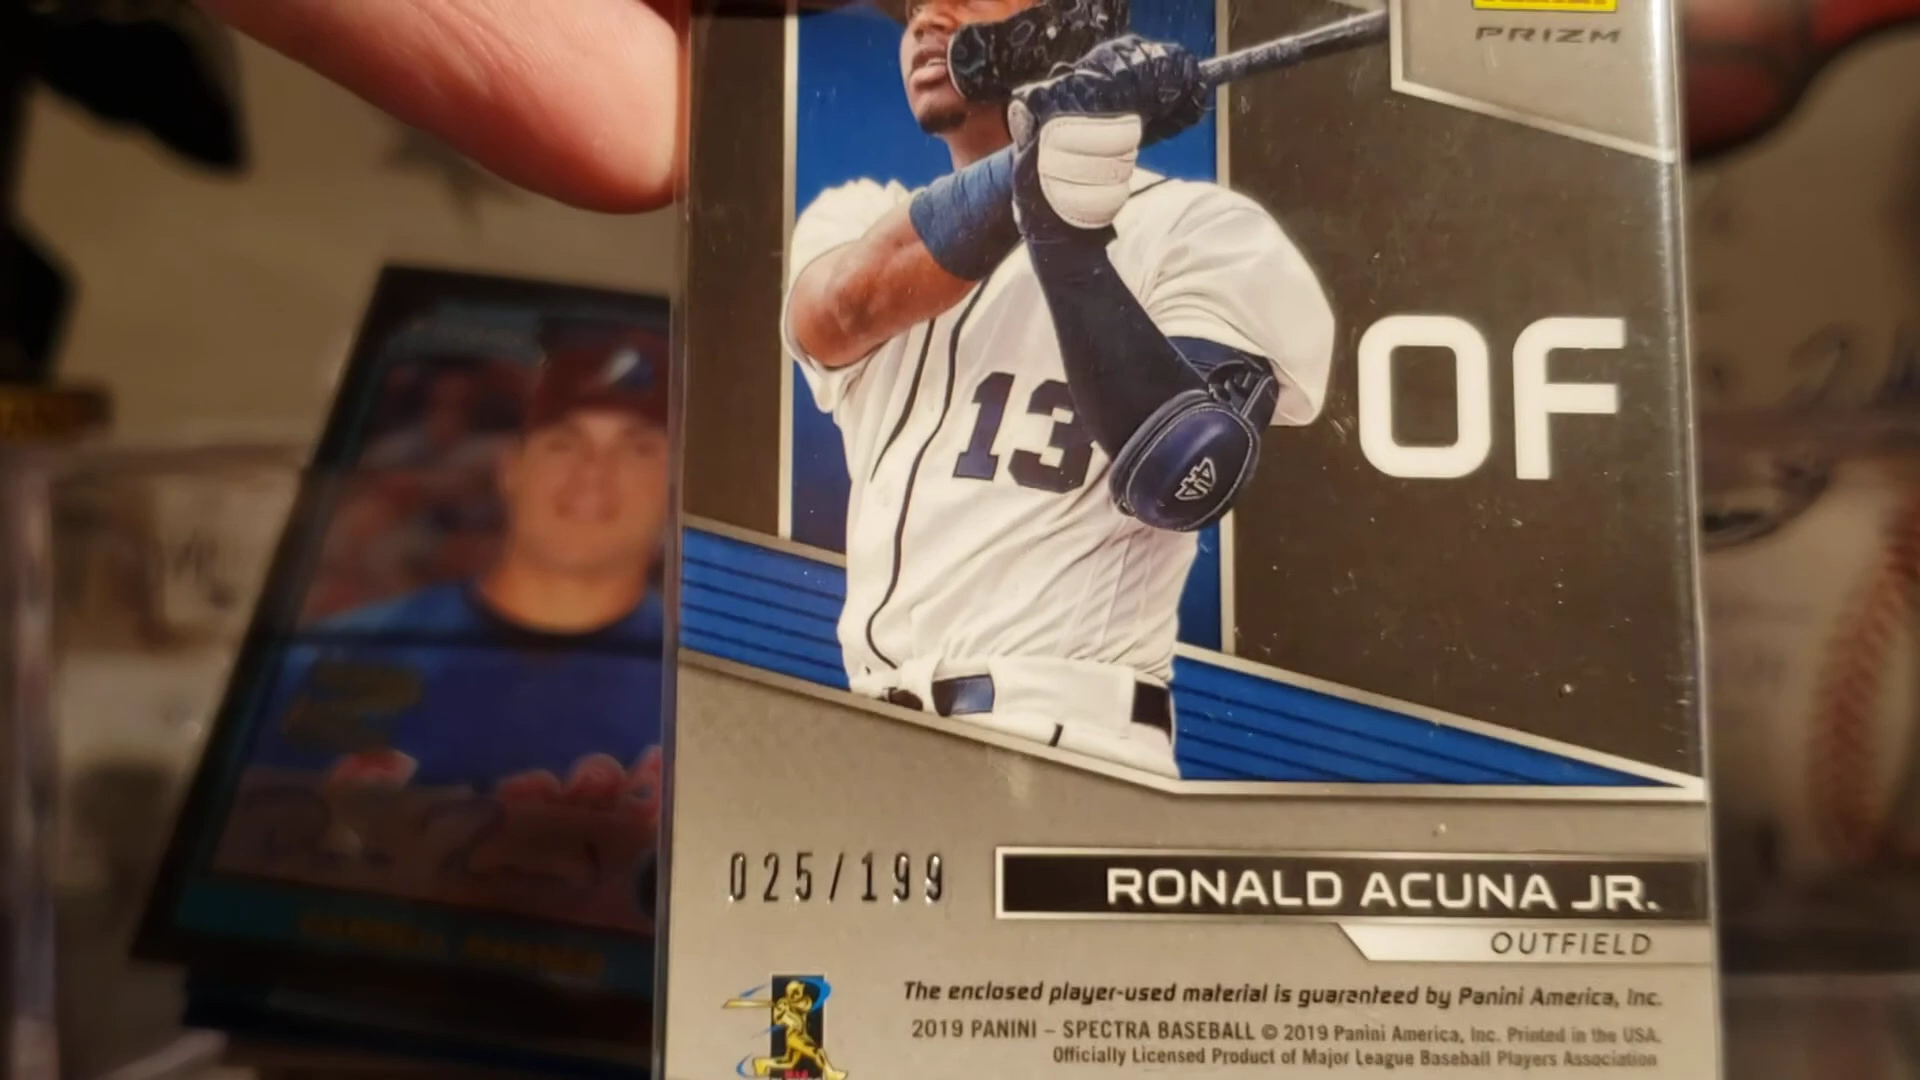 PRIZM
OF
13
025/199
RONALD ACUNA JR.
OUTFIELD
The enclosed player-used material is guaranteed by Panini America, Inc.
2019 PANINI – SPECTRA BASEBALL © 2019 Panini America, Inc. Printed in the USA.
Officially Licensed Product of Major League Baseball Players Association